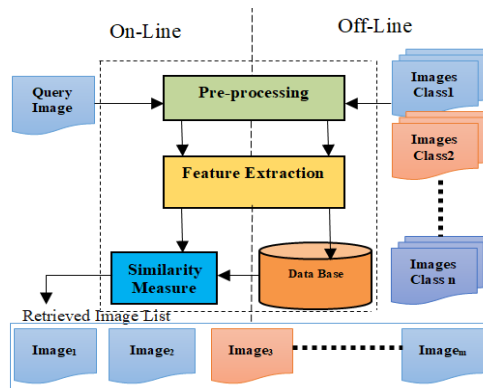 On-Line
Off-Line
Query
Image
Pre-processing
Images
Class1
Images
Class2
Feature Extraction
Similarity
Measure
Data Base
Images
Class n
Retrieved Image List
Image1
Image2
Image3
Imagem